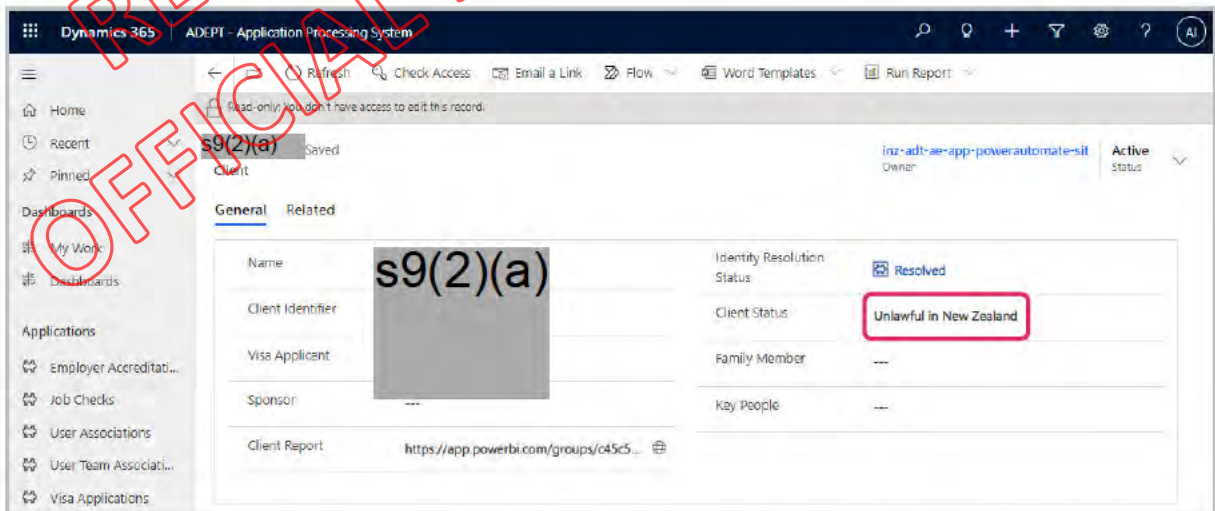 Dynamics 365 ADEPT - Application Processing System AI
Refresh Check Access Email a Link Flow Word Templates Run Report
Home
Read-only: You don't have access to edit this record.
Recent
s9(2)(a) Saved
inz-adt-ae-app-powerautomate-sit Active
Pinned
Client
Owner Status
Dashboards
General Related
My Work
Dashboards
Name
s9(2)(a)
Identity Resolution
Status
Resolved
Client Identifier
Client Status
Unlawful in New Zealand
Applications
Visa Applicant
Family Member ---
Employer Accreditati...
Job Checks
Sponsor ---
Key People ---
User Associations
Client Report https://app.powerbi.com/groups/c45c5...
User Team Associati...
Visa Applications
OFFICIAL